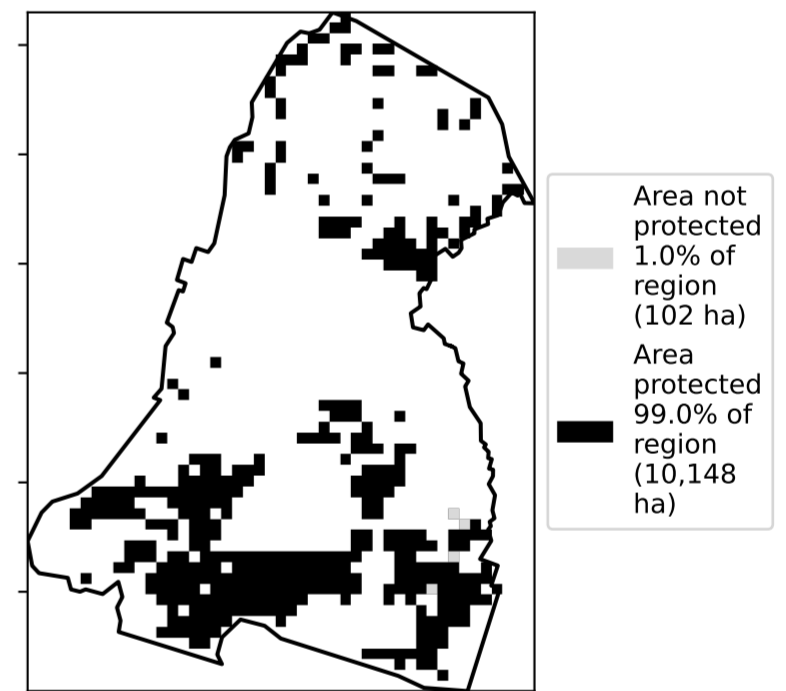 Area not
protected
1.0% of
region
(102 ha)
Area
protected
99.0% of
region
(10,148
ha)